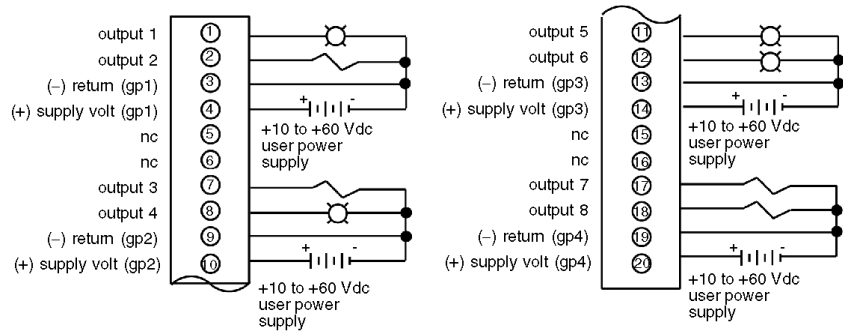 output 1 1
output 2 2
(−) return (gp1) 3
(+) supply volt (gp1) 4 + -
nc 5
+10 to +60 Vdc
user power
supply
nc 6
output 3 7
output 4 8
(−) return (gp2) 9
(+) supply volt (gp2) 10 + -
+10 to +60 Vdc
user power
supply
output 5 11
output 6 12
(−) return (gp3) 13
(+) supply volt (gp3) 14 + -
nc 15
+10 to +60 Vdc
user power
supply
nc 16
output 7 17
output 8 18
(−) return (gp4) 19
(+) supply volt (gp4) 20 + -
+10 to +60 Vdc
user power
supply